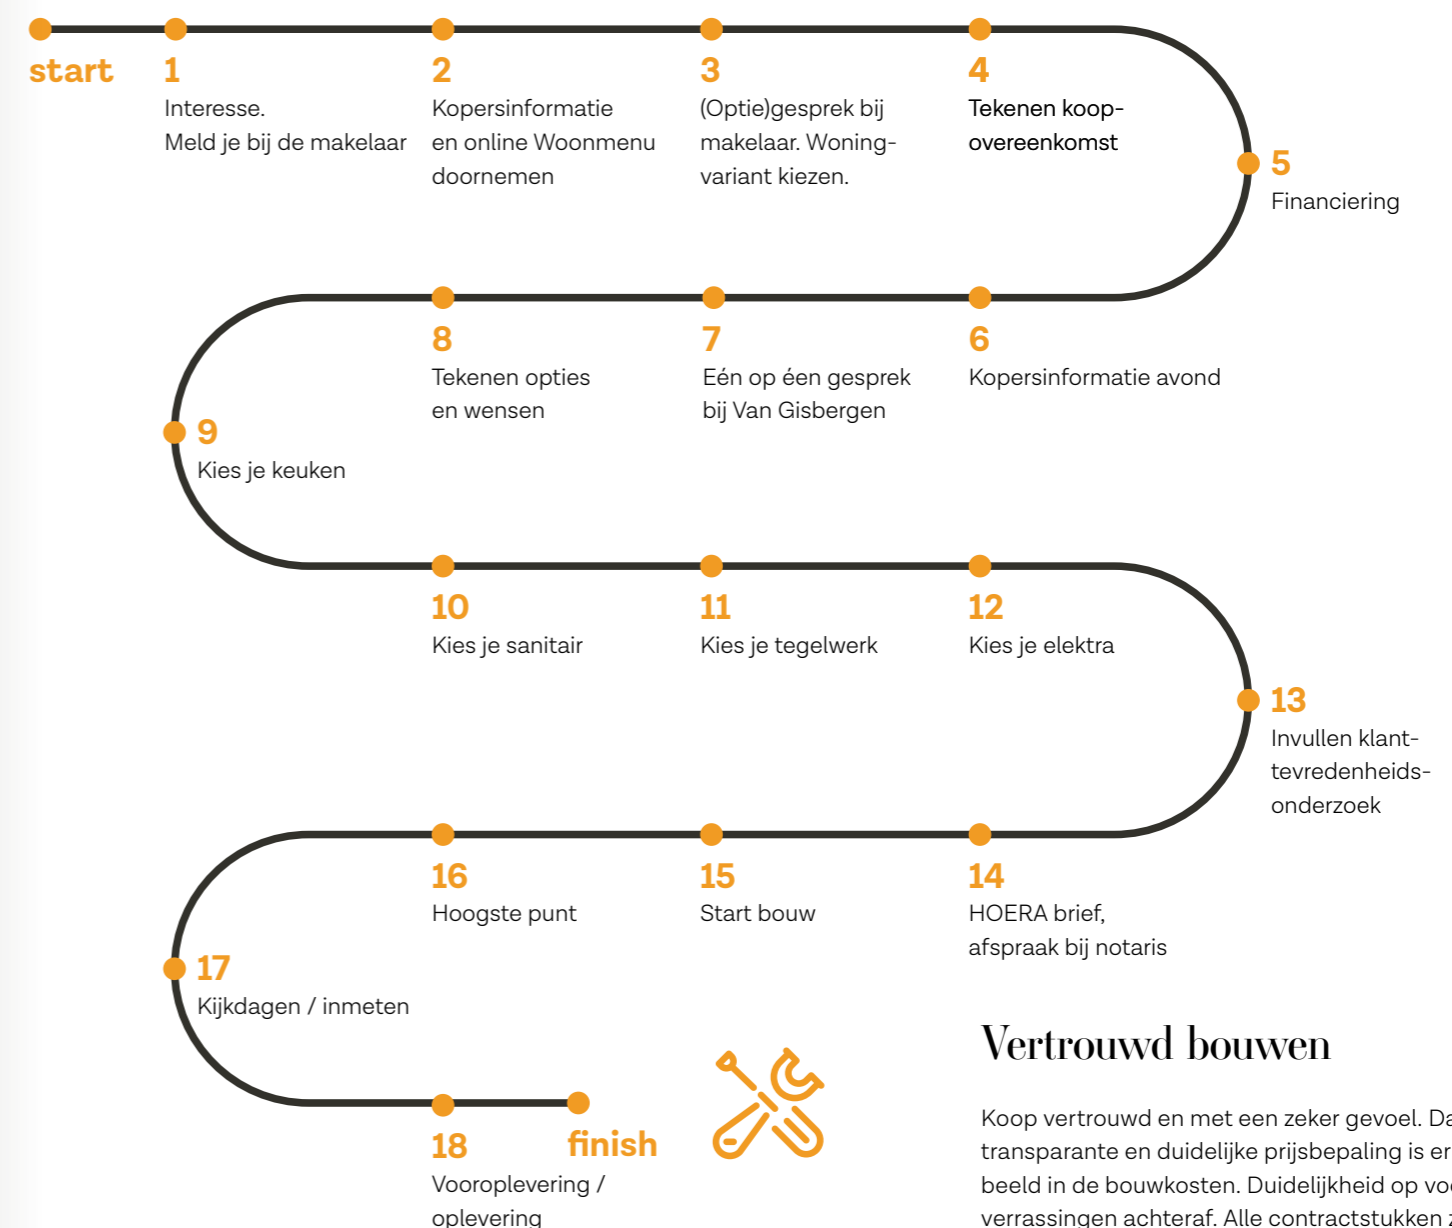 start
1
Interesse.
Meld je bij de makelaar
2
Kopersinformatie
en online Woonmenu
doornemen
3
(Optie)gesprek bij
makelaar. Woning-
variant kiezen.
4
Tekenen koop-
overeenkomst
5
Financiering
6
Kopersinformatie avond
7
Eén op éen gesprek
bij Van Gisbergen
8
Tekenen opties
en wensen
9
Kies je keuken
10
Kies je sanitair
11
Kies je tegelwerk
12
Kies je elektra
13
Invullen klant-
tevredenheids-
onderzoek
14
HOERA brief,
afspraak bij notaris
15
Start bouw
16
Hoogste punt
17
Kijkdagen / inmeten
18
Vooroplevering /
oplevering
finish
Vertrouwd bouwen
Koop vertrouwd en met een zeker gevoel.
transparante en duidelijke prijsbepaling is er
beeld in de bouwkosten. Duidelijkheid op
verrassingen achteraf. Alle contractstukken